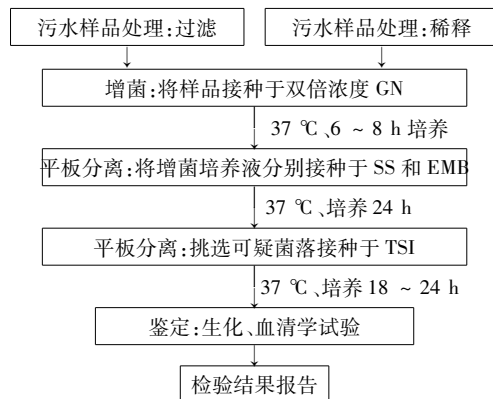 污水样品处理:过滤
污水样品处理:稀释
增菌:将样品接种于双倍浓度 GN
37 ℃、6 ~ 8 h 培养
平板分离:将增菌培养液分别接种于 SS 和 EMB
37 ℃、培养 24 h
平板分离:挑选可疑菌落接种于 TSI
37 ℃、培养 18 ~ 24 h
鉴定:生化、血清学试验
检验结果报告